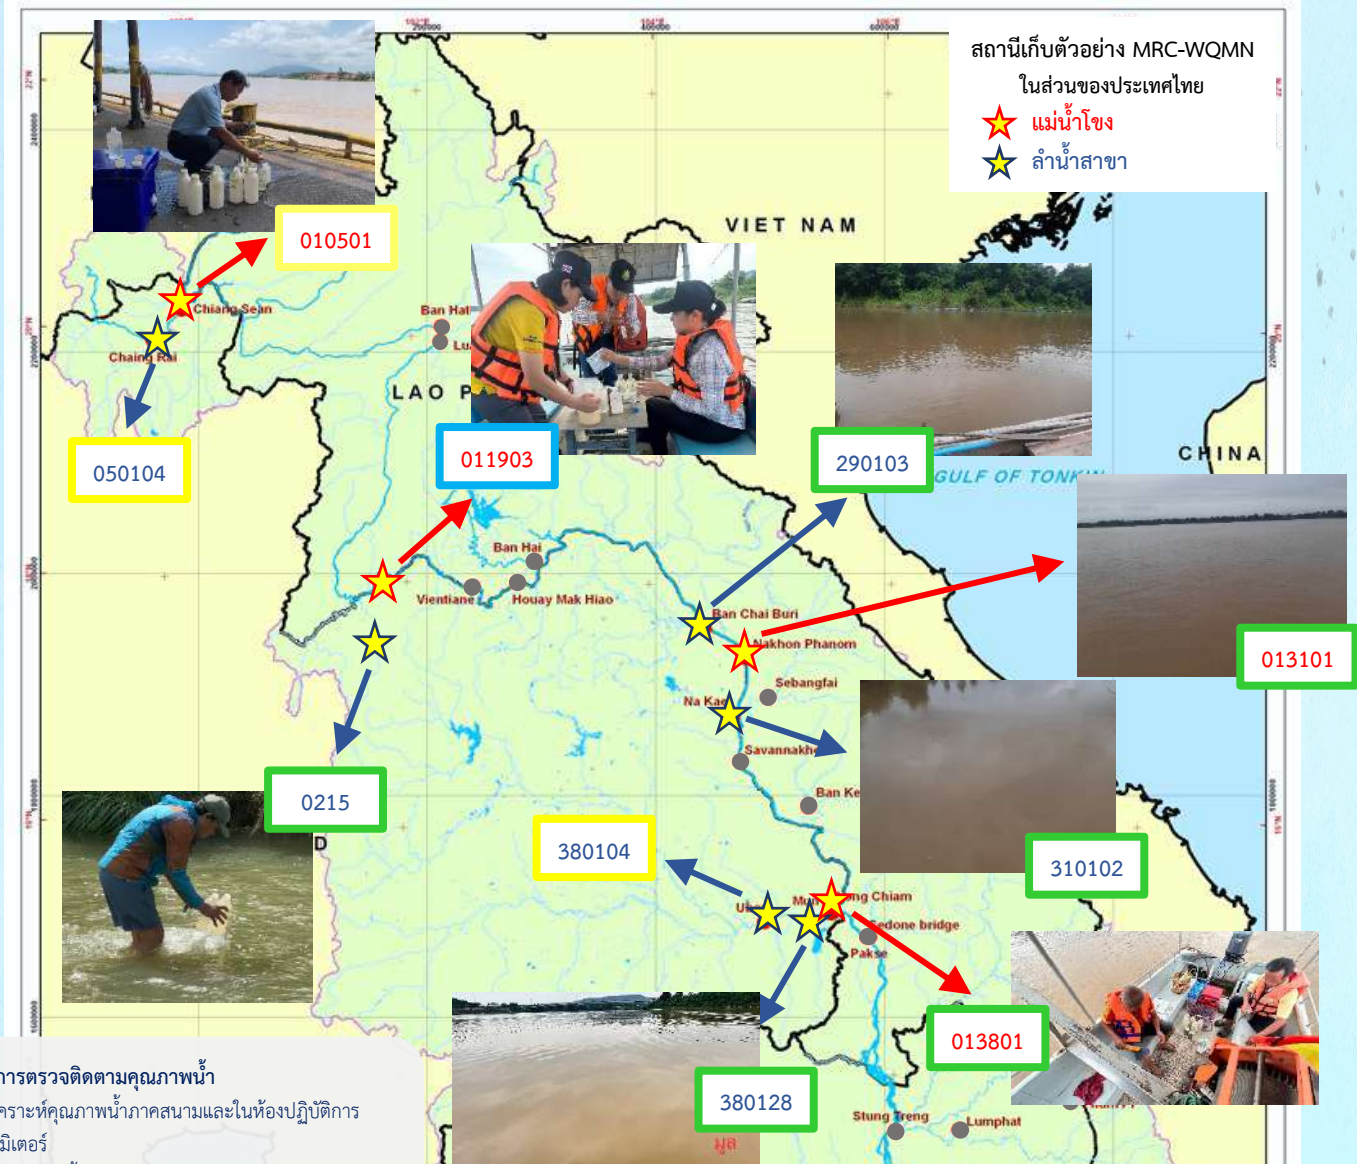 สถานีเก็บตัวอย่าง MRC-WQMN
ในส่วนของประเทศไทย
แม่น้ำโขง
ลำน้ำสาขา
VIET NAM
010501
Chiang Sean
Ban Hat
Chaing Rai
LAO P
CHINA
050104
011903
290103
GULF OF TONKIN
Ban Hai
Vientiane
Houay Mak Hiao
Ban Chai Buri
Nakhon Phanom
013101
Sebangfai
Na Kae
Savannakhe
0215
Ban Ke
D
380104
310102
ng Chiam
Sedone bridge
Pakse
013801
การตรวจติดตามคุณภาพน้ำ
คราะห์คุณภาพน้ำภาคสนามและในห้องปฏิบัติการ
มิเตอร์
380128
มูล
Stung Treng
Lumphat